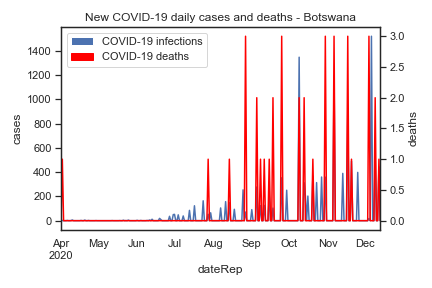 New COVID-19 daily cases and deaths - Botswana
COVID-19 infections
COVID-19 deaths
cases
1400
1200
1000
800
600
400
200
0
deaths
3.0
2.5
2.0
1.5
1.0
0.5
0.0
Apr May Jun Jul Aug Sep Oct Nov Dec
2020
dateRep